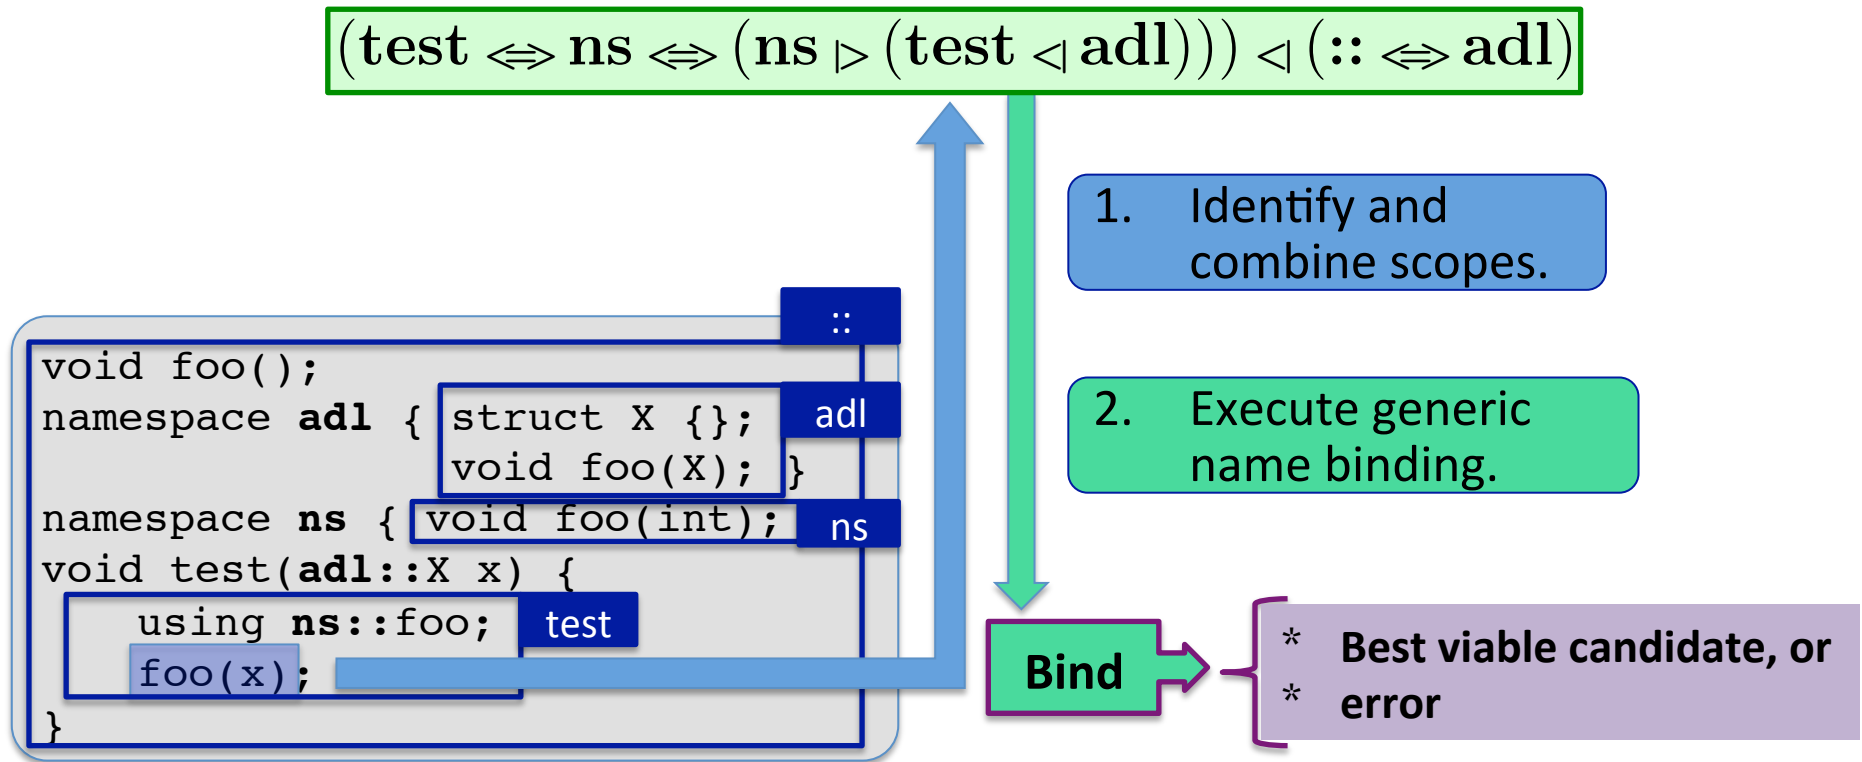 (test ⇔ ns ⇔ (ns ▷ (test ◁ adl))) ◁ (:: ⇔ adl)
1. Identify and
combine scopes.
2. Execute generic
name binding.
::
void foo();
namespace adl { struct X {}; adl
void foo(X); }
namespace ns { void foo(int); ns
void test(adl::X x) {
using ns::foo; test
foo(x);
}
Bind
* Best viable candidate, or
* error